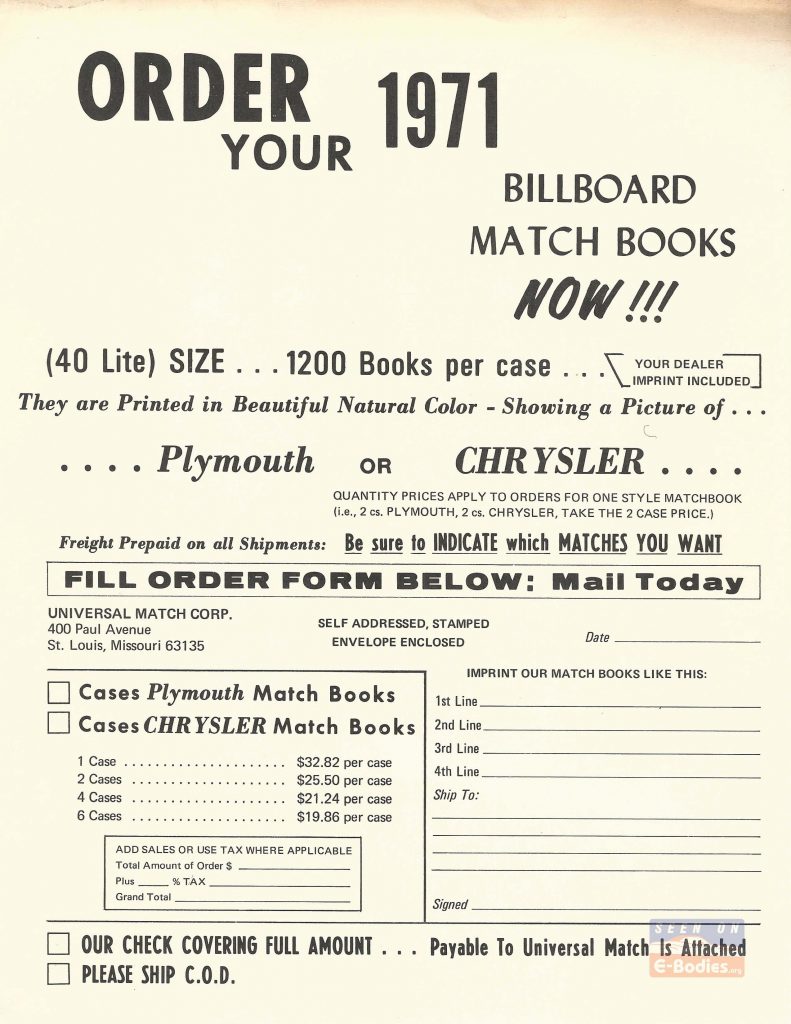 ORDER
YOUR
1971
BILLBOARD
MATCH BOOKS
NOW!!!
(40 Lite) SIZE . . . 1200 Books per case . . .
YOUR DEALER
IMPRINT INCLUDED
They are Printed in Beautiful Natural Color - Showing a Picture of . . .
. . . . Plymouth OR CHRYSLER . . . .
QUANTITY PRICES APPLY TO ORDERS FOR ONE STYLE MATCHBOOK
(i.e., 2 cs. PLYMOUTH, 2 cs. CHRYSLER, TAKE THE 2 CASE PRICE.)
Freight Prepaid on all Shipments: Be sure to INDICATE which MATCHES YOU WANT
FILL ORDER FORM BELOW: Mail Today
UNIVERSAL MATCH CORP.
400 Paul Avenue
St. Louis, Missouri 63135
SELF ADDRESSED, STAMPED
ENVELOPE ENCLOSED
Date
Cases Plymouth Match Books
Cases CHRYSLER Match Books
1 Case . . . . . . . . . . . . . . . . . . . . . $32.82 per case
2 Cases . . . . . . . . . . . . . . . . . . . . $25.50 per case
4 Cases . . . . . . . . . . . . . . . . . . . . $21.24 per case
6 Cases . . . . . . . . . . . . . . . . . . . . $19.86 per case
ADD SALES OR USE TAX WHERE APPLICABLE
Total Amount of Order $
Plus _____ % TAX
Grand Total
IMPRINT OUR MATCH BOOKS LIKE THIS:
1st Line
2nd Line
3rd Line
4th Line
Ship To:
Signed
OUR CHECK COVERING FULL AMOUNT . . . Payable To Universal Match Is Attached
PLEASE SHIP C.O.D.
SEEN ON
E-Bodies.org